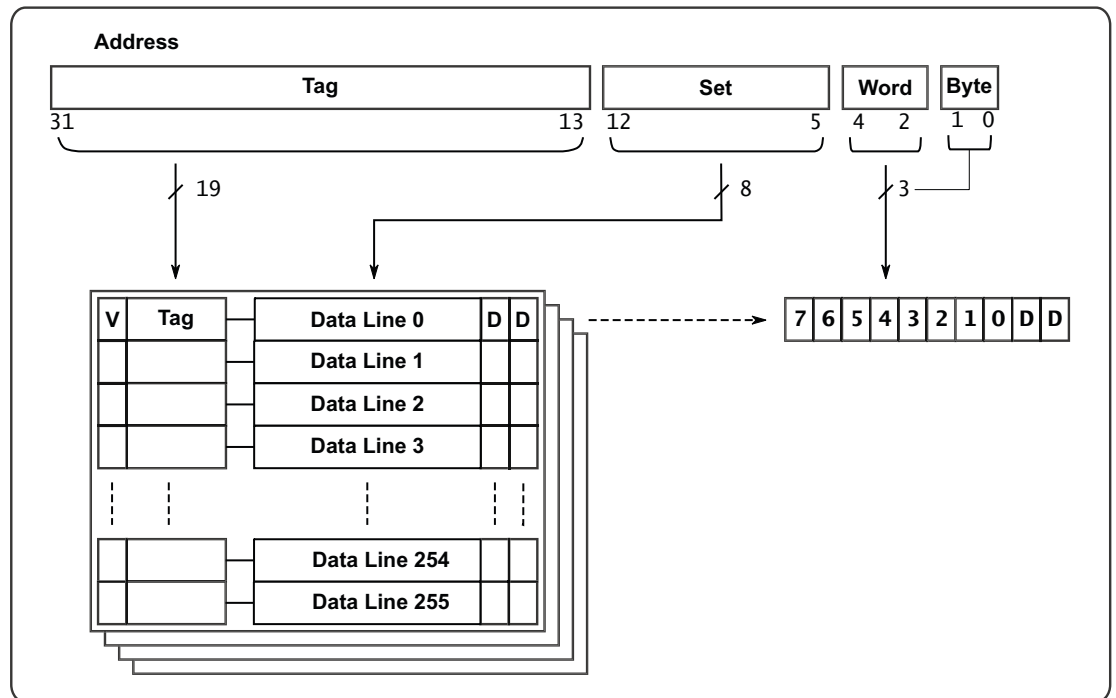 Address
Tag Set Word Byte
31 13 12 5 4 2 1 0
19 8 3
V Tag Data Line 0 D D 7 6 5 4 3 2 1 0 D D
Data Line 1
Data Line 2
Data Line 3
Data Line 254
Data Line 255